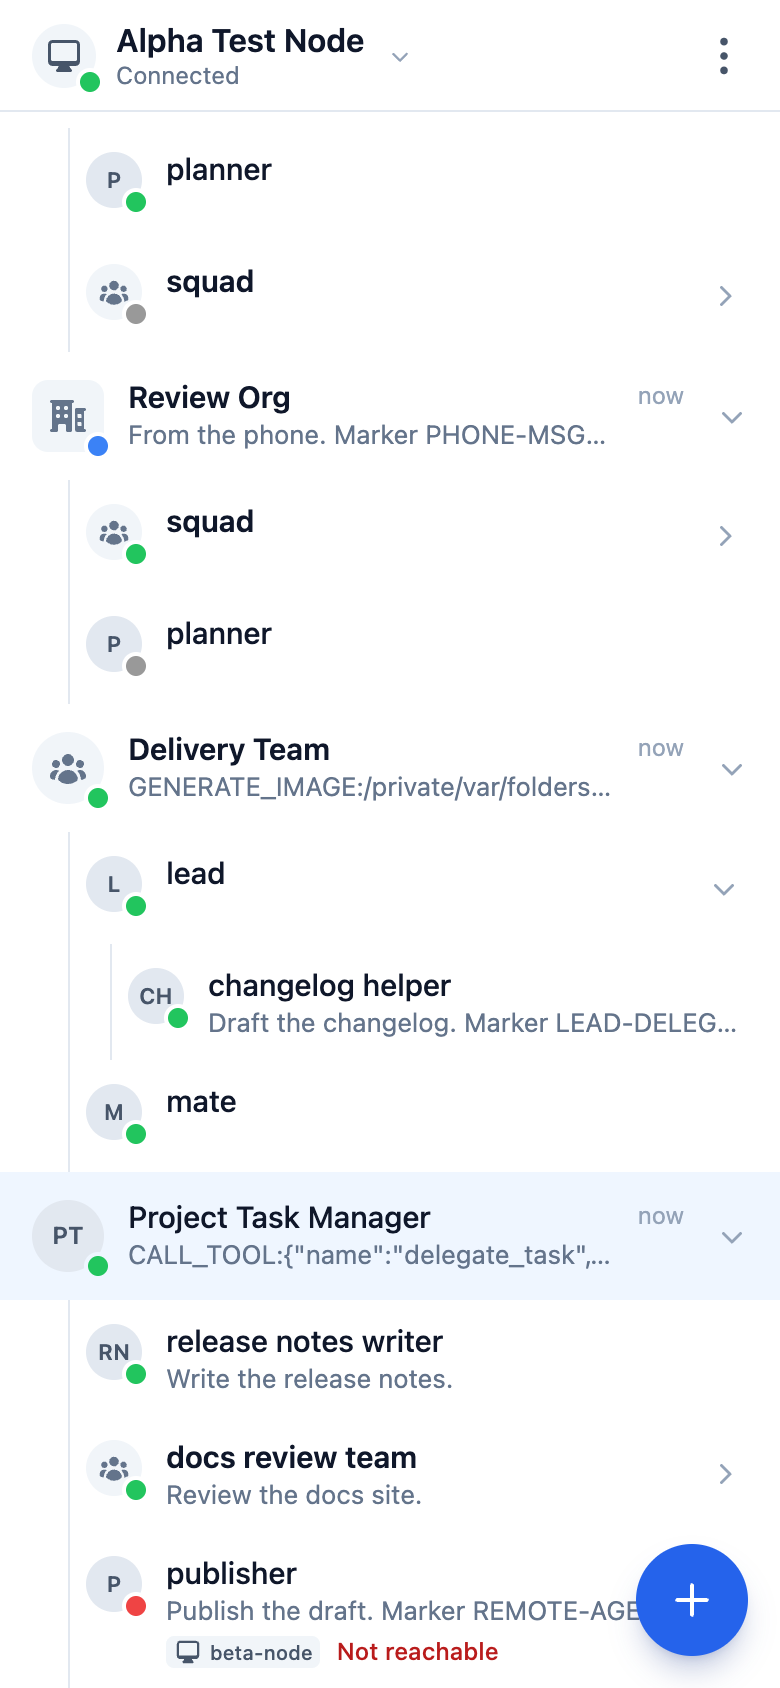 Alpha Test Node
Connected
P
planner
squad
Review Org
now
From the phone. Marker PHONE-MSG...
squad
P
planner
Delivery Team
now
GENERATE_IMAGE:/private/var/folders...
L
lead
CH
changelog helper
Draft the changelog. Marker LEAD-DELEG...
M
mate
PT
Project Task Manager
now
CALL_TOOL:{"name":"delegate_task",...
RN
release notes writer
Write the release notes.
docs review team
Review the docs site.
P
publisher
Publish the draft. Marker REMOTE-AGE
beta-node
Not reachable